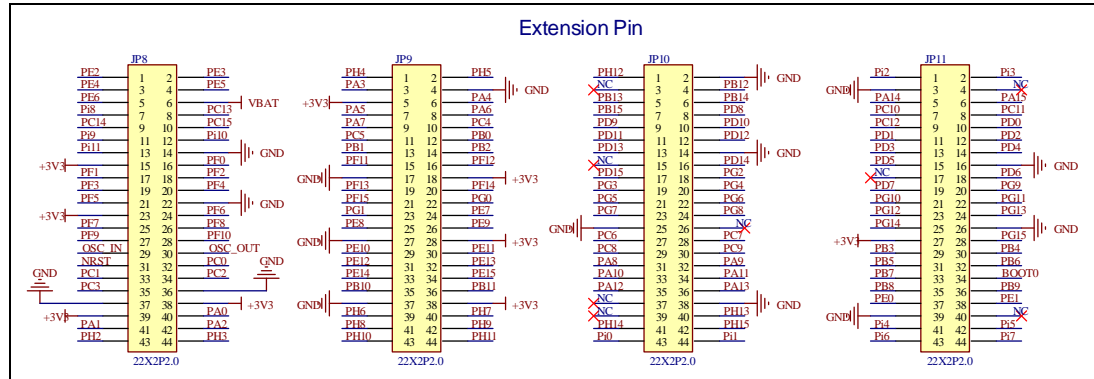 Extension Pin
JP8
PE2 1 2 PE3
PE4 3 4 PE5
PE6 5 6 VBAT
Pi8 7 8 PC13
PC14 9 10 PC15
Pi9 11 12 Pi10
Pi11 13 14 GND
+3V3 15 16 PF0
PF1 17 18 PF2
PF3 19 20 PF4
PF5 21 22 GND
+3V3 23 24 PF6
PF7 25 26 PF8
PF9 27 28 PF10
OSC_IN 29 30 OSC_OUT
NRST 31 32 PC0
PC1 33 34 PC2
PC3 35 36 GND
GND 37 38 +3V3
+3V3 39 40 PA0
PA1 41 42 PA2
PH2 43 44 PH3
22X2P2.0
JP9
PH4 1 2 PH5
PA3 3 4 GND
+3V3 5 6 PA4
PA5 7 8 PA6
PA7 9 10 PC4
PC5 11 12 PB0
PB1 13 14 PB2
PF11 15 16 PF12
GND 17 18 +3V3
PF13 19 20 PF14
PF15 21 22 PG0
PG1 23 24 PE7
PE8 25 26 PE9
GND 27 28 +3V3
PE10 29 30 PE11
PE12 31 32 PE13
PE14 33 34 PE15
PB10 35 36 PB11
GND 37 38 +3V3
PH6 39 40 PH7
PH8 41 42 PH9
PH10 43 44 PH11
22X2P2.0
JP10
PH12 1 2 GND
NC 3 4 PB12
PB13 5 6 PB14
PB15 7 8 PD8
PD9 9 10 PD10
PD11 11 12 PD12
PD13 13 14 GND
NC 15 16 PD14
PD15 17 18 PG2
PG3 19 20 PG4
PG5 21 22 PG6
PG7 23 24 PG8
GND 25 26 NC
PC6 27 28 PC7
PC8 29 30 PC9
PA8 31 32 PA9
PA10 33 34 PA11
PA12 35 36 PA13
NC 37 38 GND
NC 39 40 PH13
PH14 41 42 PH15
Pi0 43 44 Pi1
22X2P2.0
JP11
Pi2 1 2 Pi3
GND 3 4 NC
PA14 5 6 PA15
PC10 7 8 PC11
PC12 9 10 PD0
PD1 11 12 PD2
PD3 13 14 PD4
PD5 15 16 GND
NC 17 18 PD6
PD7 19 20 PG9
PG10 21 22 PG11
PG12 23 24 PG13
PG14 25 26 GND
+3V3 27 28 PG15
PB3 29 30 PB4
PB5 31 32 PB6
PB7 33 34 BOOT0
PB8 35 36 PB9
PE0 37 38 PE1
GND 39 40 NC
Pi4 41 42 Pi5
Pi6 43 44 Pi7
22X2P2.0